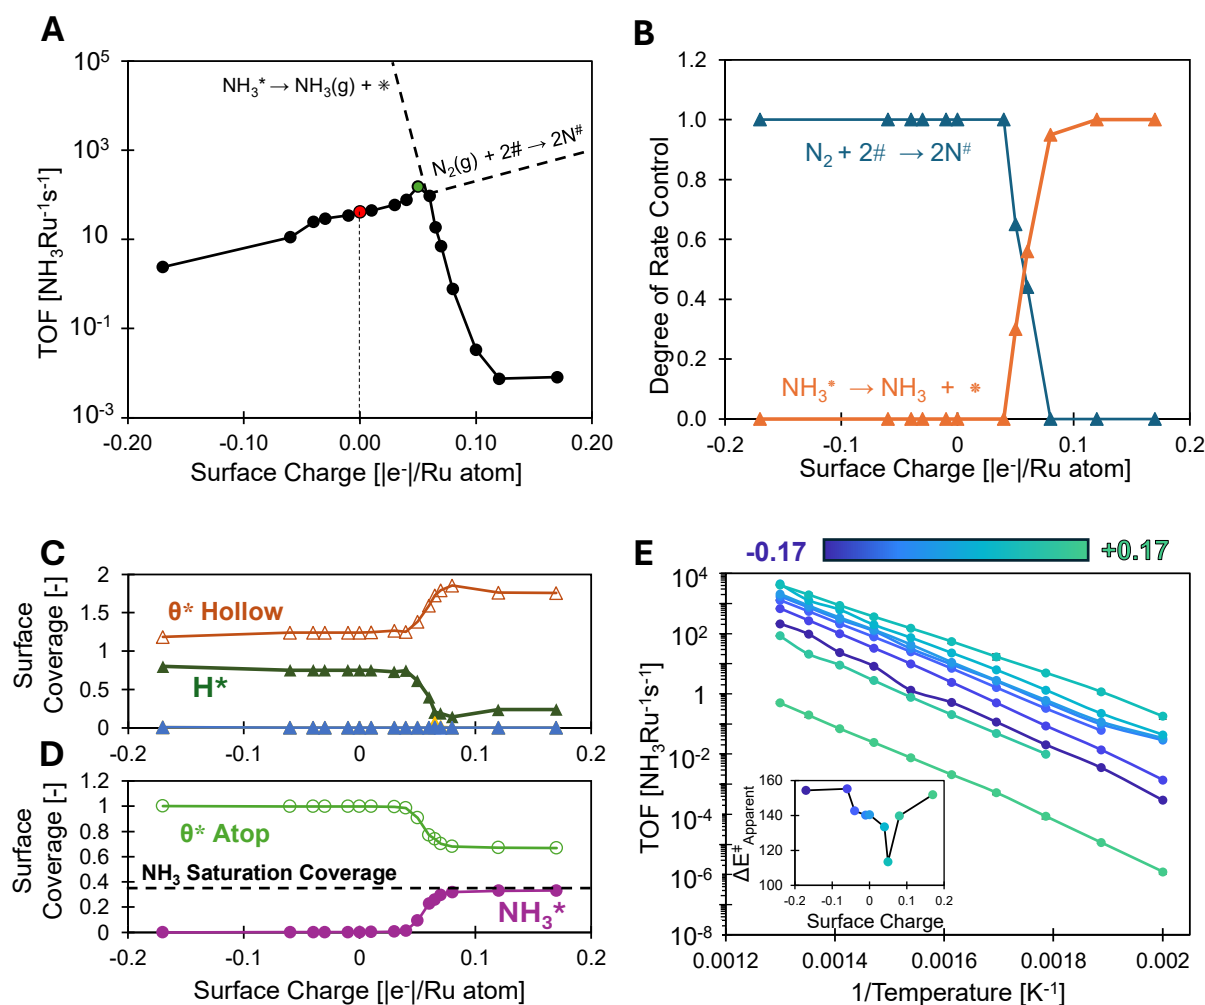 A
TOF [NH₃Ru⁻¹s⁻¹]
10⁵
10³
10
10⁻¹
10⁻³
NH₃* → NH₃(g) + *
N₂(g) + 2# → 2N#
-0.20 -0.10 0.00 0.10 0.20
Surface Charge [|e⁻|/Ru atom]
B
Degree of Rate Control
1.2
1.0
0.8
0.6
0.4
0.2
0.0
N₂ + 2# → 2N#
NH₃* → NH₃ + *
-0.2 -0.1 0 0.1 0.2
Surface Charge [|e⁻|/Ru atom]
C
Surface
Coverage [-]
2
1.5
1
0.5
0
θ* Hollow
H*
-0.2 -0.1 0 0.1 0.2
D
Surface
Coverage [-]
1.2
1
0.8
0.6
0.4
0.2
0
θ* Atop
NH₃ Saturation Coverage
NH₃*
-0.2 -0.1 0 0.1 0.2
Surface Charge [|e⁻|/Ru atom]
E
-0.17 +0.17
TOF [NH₃Ru⁻¹s⁻¹]
10⁴
10²
1
10⁻²
10⁻⁴
10⁻⁶
10⁻⁸
ΔE‡Apparent
160
140
120
100
-0.2 -0.1 0 0.1 0.2
Surface Charge
0.0012 0.0014 0.0016 0.0018 0.002
1/Temperature [K⁻¹]